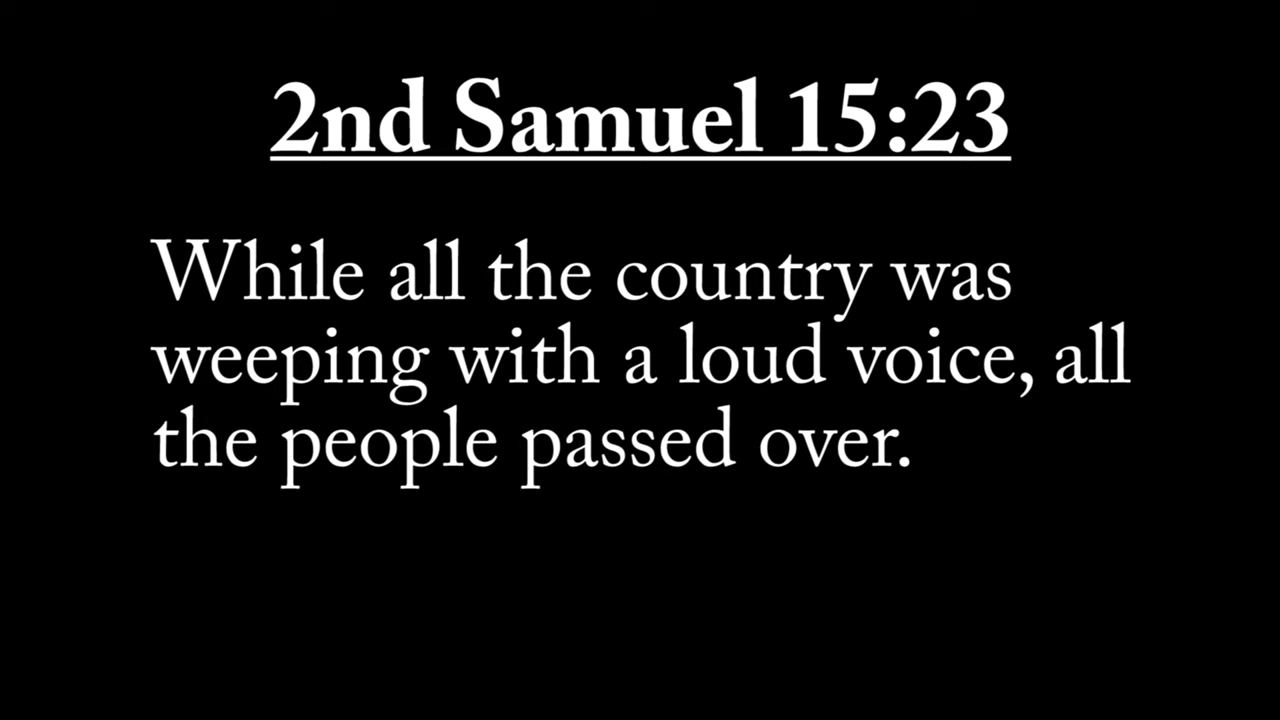 2nd Samuel 15:23
While all the country was
weeping with a loud voice, all
the people passed over.